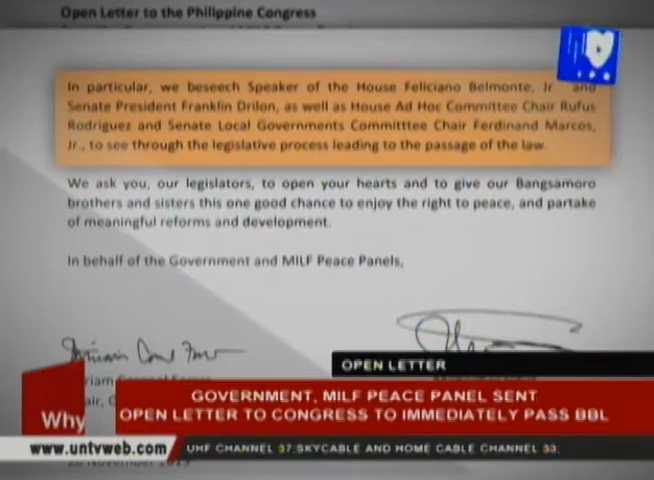 Open Letter to the Philippine Congress
In particular, we beseech Speaker of the House Feliciano Belmonte, Jr. and
Senate President Franklin Drilon, as well as House Ad Hoc Committee Chair Rufus
Rodriguez and Senate Local Governments Committtee Chair Ferdinand Marcos,
Jr., to see through the legislative process leading to the passage of the law.
We ask you, our legislators, to open your hearts and to give our Bangsamoro
brothers and sisters this one good chance to enjoy the right to peace, and partake
of meaningful reforms and development.
In behalf of the Government and MILF Peace Panels,
OPEN LETTER
GOVERNMENT, MILF PEACE PANEL SENT
Why
OPEN LETTER TO CONGRESS TO IMMEDIATELY PASS BBL
www.untvweb.com
UHF CHANNEL 37, SKYCABLE AND HOME CABLE CHANNEL 33.